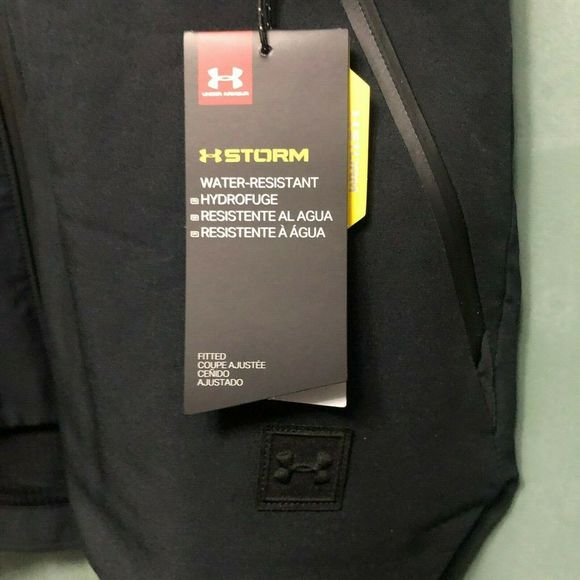 UNDER ARMOUR
STORM
WATER-RESISTANT
HYDROFUGE
RESISTENTE AL AGUA
RESISTENTE À ÁGUA
FITTED
COUPE AJUSTÉE
CEÑIDO
AJUSTADO